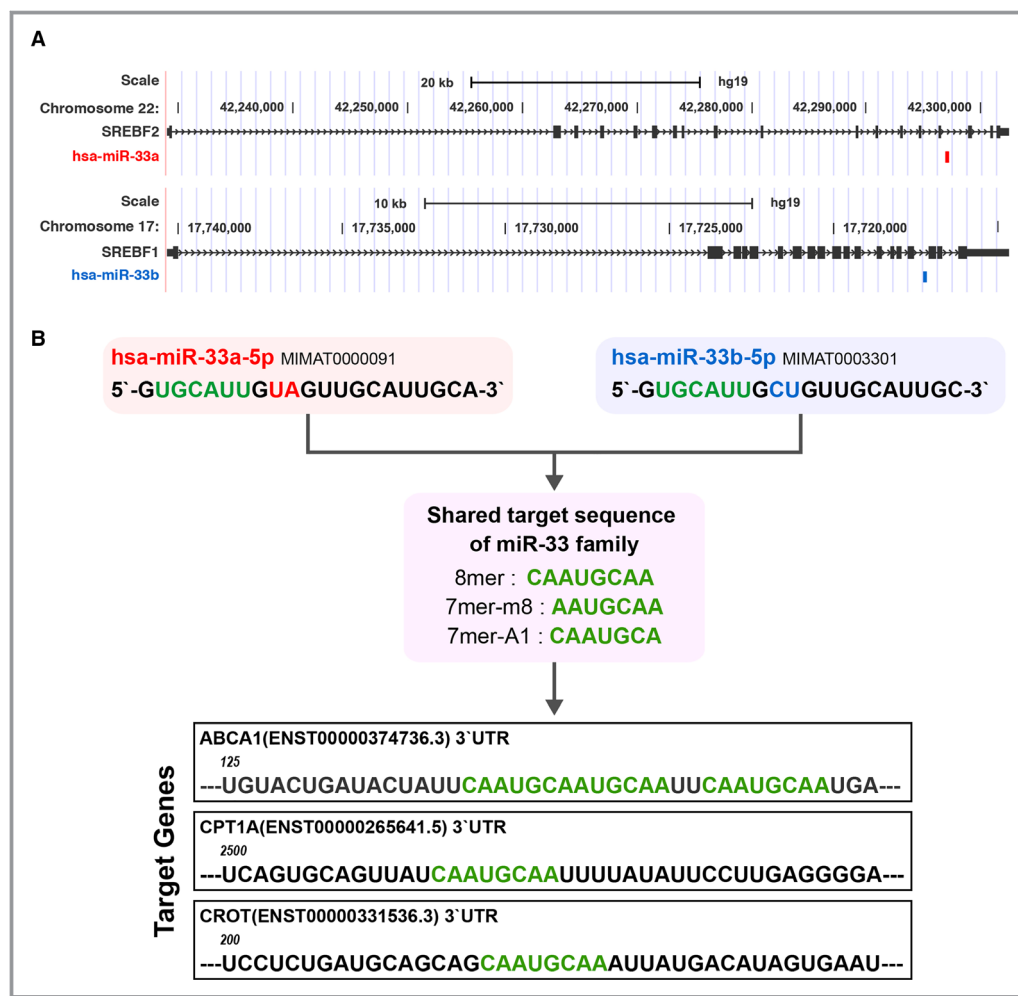 A
Scale 20 kb hg19
Chromosome 22: 42,240,000 42,250,000 42,260,000 42,270,000 42,280,000 42,290,000 42,300,000
SREBF2
hsa-miR-33a
Scale 10 kb hg19
Chromosome 17: 17,740,000 17,735,000 17,730,000 17,725,000 17,720,000
SREBF1
hsa-miR-33b
B
hsa-miR-33a-5p MIMAT0000091
5`-GUGCAUUGUAGUUGCAUUGCA-3`
hsa-miR-33b-5p MIMAT0003301
5`-GUGCAUUGCUGUUGCAUUGC-3`
Shared target sequence
of miR-33 family
8mer : CAAUGCAA
7mer-m8 : AAUGCAA
7mer-A1 : CAAUGCA
Target Genes
ABCA1(ENST00000374736.3) 3`UTR
125
---UGUACUGAUACUAUUCAAUGCAAUGCAAUUCAAUGCAAUGA---
CPT1A(ENST00000265641.5) 3`UTR
2500
---UCAGUGCAGUUAUCAAUGCAAUUUUAUAUUCCUUGAGGGGA---
CROT(ENST00000331536.3) 3`UTR
200
---UCCUCUGAUGCAGCAGCAAUGCAAAUUAUGACAUAGUGAAU---